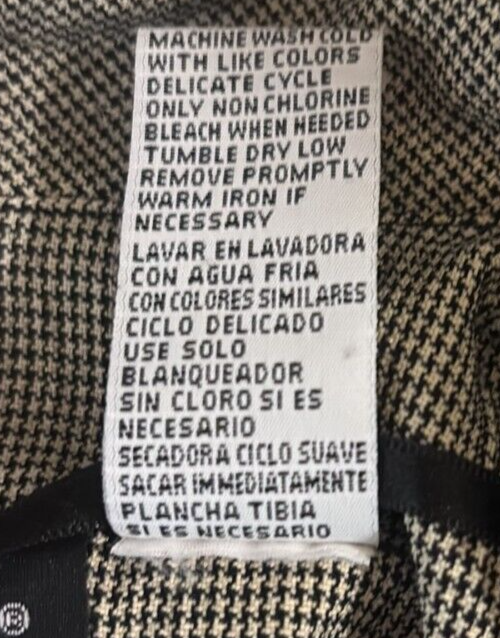 MACHINE WASH COLD
WITH LIKE COLORS
DELICATE CYCLE
ONLY NON CHLORINE
BLEACH WHEN NEEDED
TUMBLE DRY LOW
REMOVE PROMPTLY
WARM IRON IF
NECESSARY
LAVAR EN LAVADORA
CON AGUA FRIA
CON COLORES SIMILARES
CICLO DELICADO
USE SOLO
BLANQUEADOR
SIN CLORO SI ES
NECESARIO
SECADORA CICLO SUAVE
SACAR IMMEDIATAMENTE
PLANCHA TIBIA
SI ES NECESARIO